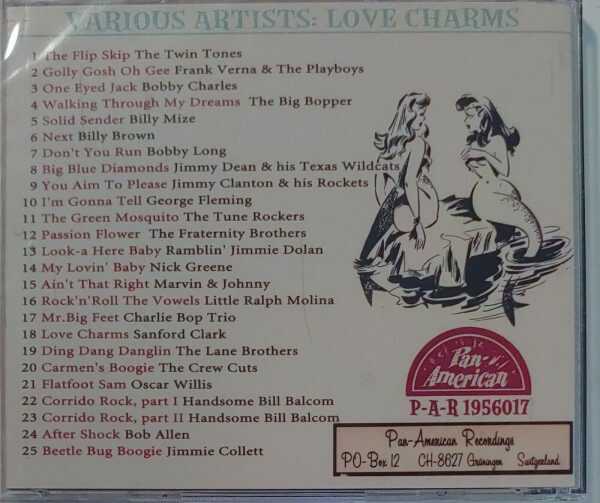 VARIOUS ARTISTS: LOVE CHARMS
1 The Flip Skip The Twin Tones
2 Golly Gosh Oh Gee Frank Verna & The Playboys
3 One Eyed Jack Bobby Charles
4 Walking Through My Dreams The Big Bopper
5 Solid Sender Billy Mize
6 Next Billy Brown
7 Don't You Run Bobby Long
8 Big Blue Diamonds Jimmy Dean & his Texas Wildcats
9 You Aim To Please Jimmy Clanton & his Rockets
10 I'm Gonna Tell George Fleming
11 The Green Mosquito The Tune Rockers
12 Passion Flower The Fraternity Brothers
13 Look-a Here Baby Ramblin' Jimmie Dolan
14 My Lovin' Baby Nick Greene
15 Ain't That Right Marvin & Johnny
16 Rock'n'Roll The Vowels Little Ralph Molina
17 Mr.Big Feet Charlie Bop Trio
18 Love Charms Sanford Clark
19 Ding Dang Danglin The Lane Brothers
20 Carmen's Boogie The Crew Cuts
21 Flatfoot Sam Oscar Willis
22 Corrido Rock, part I Handsome Bill Balcom
23 Corrido Rock, part II Handsome Bill Balcom
24 After Shock Bob Allen
25 Beetle Bug Boogie Jimmie Collett
Pan-
American
P-A-R 1956017
Pan-American Recordings
PO-Box 12 CH-8627 Grüningen Switzerland